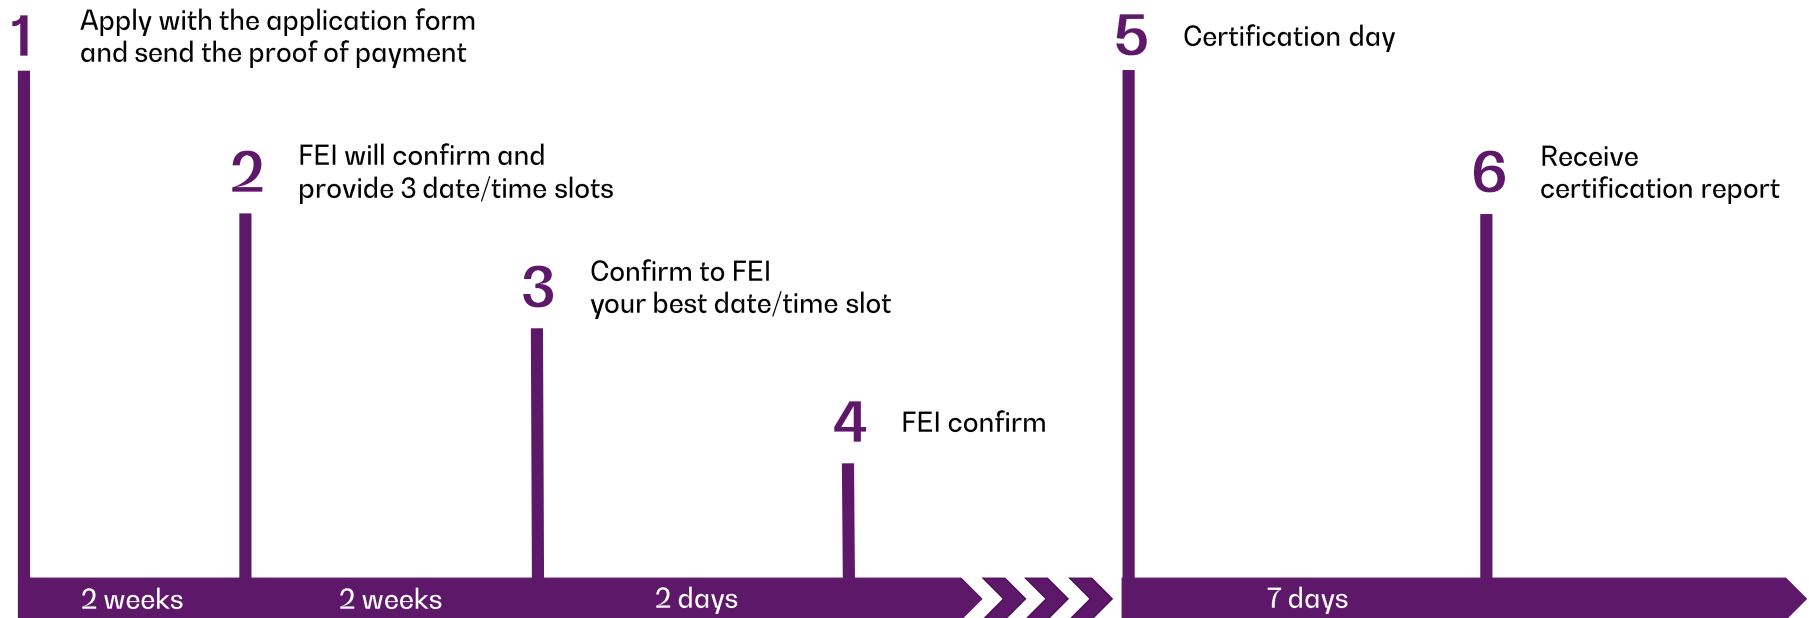 1
Apply with the application form
and send the proof of payment
2
FEI will confirm and
provide 3 date/time slots
3
Confirm to FEI
your best date/time slot
4
FEI confirm
5
Certification day
6
Receive
certification report
2 weeks
2 weeks
2 days
7 days